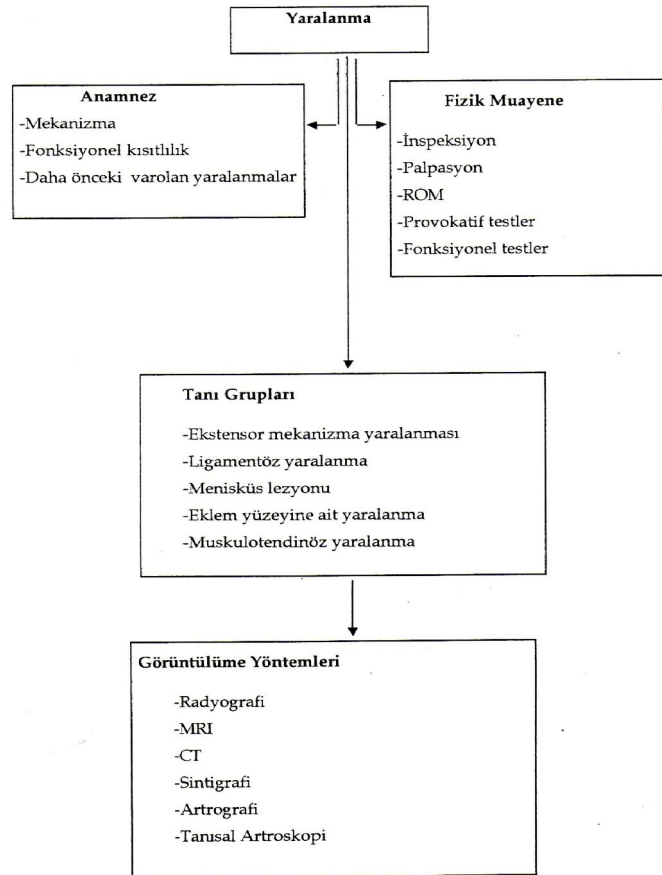 Yaralanma
Anamnez
-Mekanizma
-Fonksiyonel kısıtlılık
-Daha önceki varolan yaralanmalar
Fizik Muayene
-İnspeksiyon
-Palpasyon
-ROM
-Provokatif testler
-Fonksiyonel testler
Tanı Grupları
-Ekstensor mekanizma yaralanması
-Ligamentöz yaralanma
-Menisküs lezyonu
-Eklem yüzeyine ait yaralanma
-Muskulotendinöz yaralanma
Görüntülüme Yöntemleri
-Radyografi
-MRI
-CT
-Sintigrafi
-Artrografi
-Tanısal Artroskopi